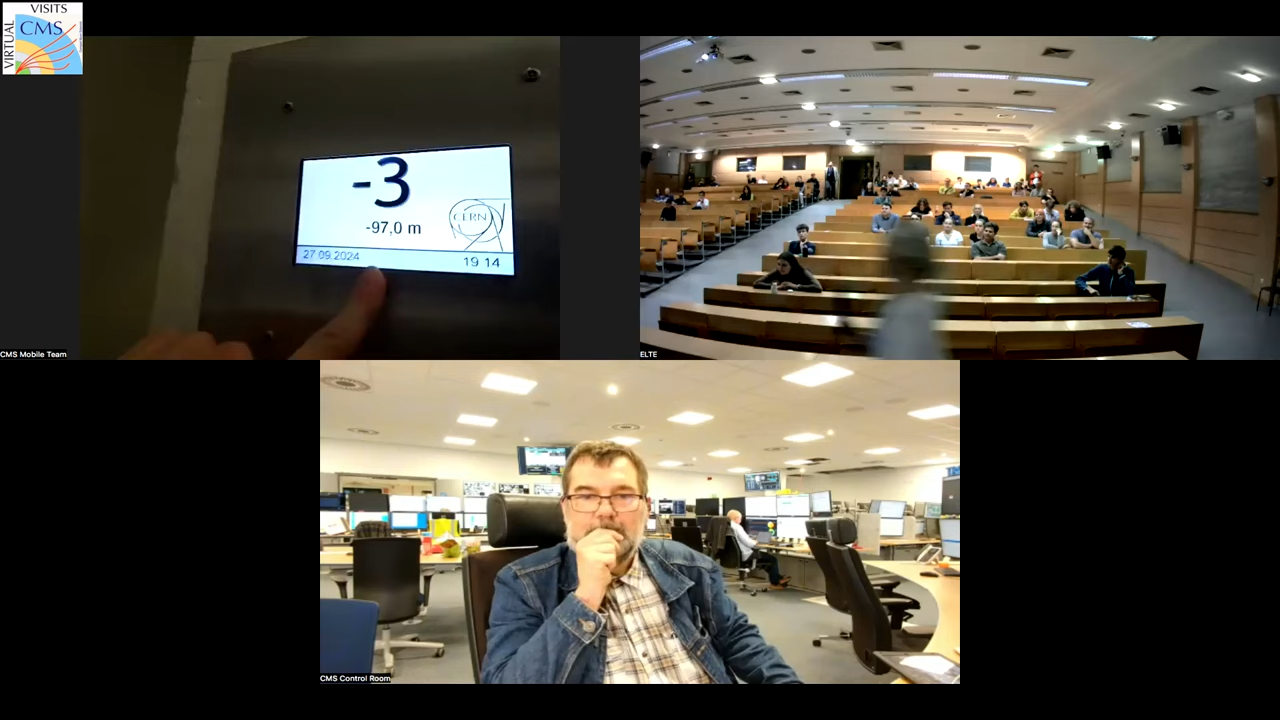 VISITS
CMS
VIRTUAL
-3
-97,0 m
CERN
27.09.2024
19 14
CMS Mobile Team
ELTE
CMS Control Room